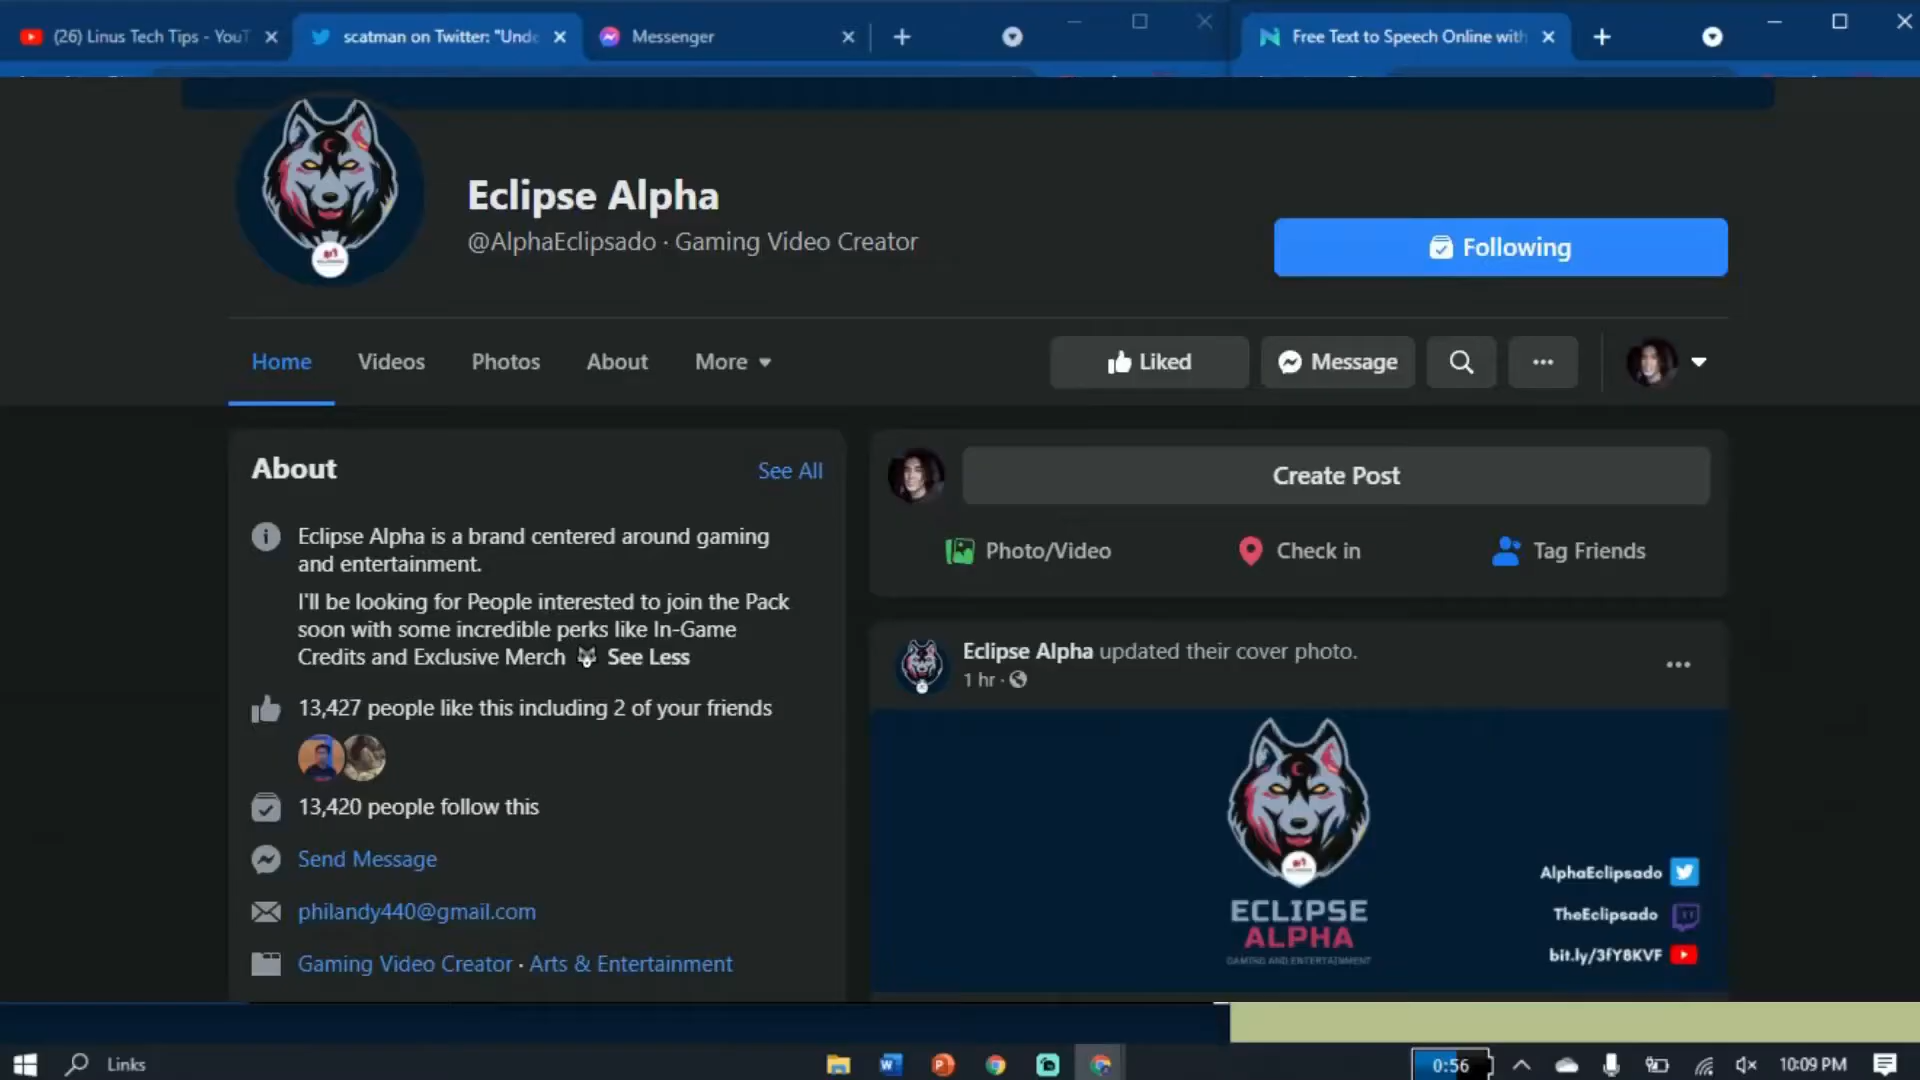 (26) Linus Tech Tips - YouT
scatman on Twitter: "Unde
Messenger
Free Text to Speech Online with
Eclipse Alpha
@AlphaEclipsado · Gaming Video Creator
Following
Home
Videos
Photos
About
More
Liked
Message
About
See All
Eclipse Alpha is a brand centered around gaming
and entertainment.
I'll be looking for People interested to join the Pack
soon with some incredible perks like In-Game
Credits and Exclusive Merch 🐺 See Less
13,427 people like this including 2 of your friends
13,420 people follow this
Send Message
philandy440@gmail.com
Gaming Video Creator · Arts & Entertainment
Create Post
Photo/Video
Check in
Tag Friends
Eclipse Alpha updated their cover photo.
1 hr ·
ECLIPSE
ALPHA
GAMING AND ENTERTAINMENT
AlphaEclipsado
TheEclipsado
bit.ly/3fY8KVF
Links
0:56
10:09 PM